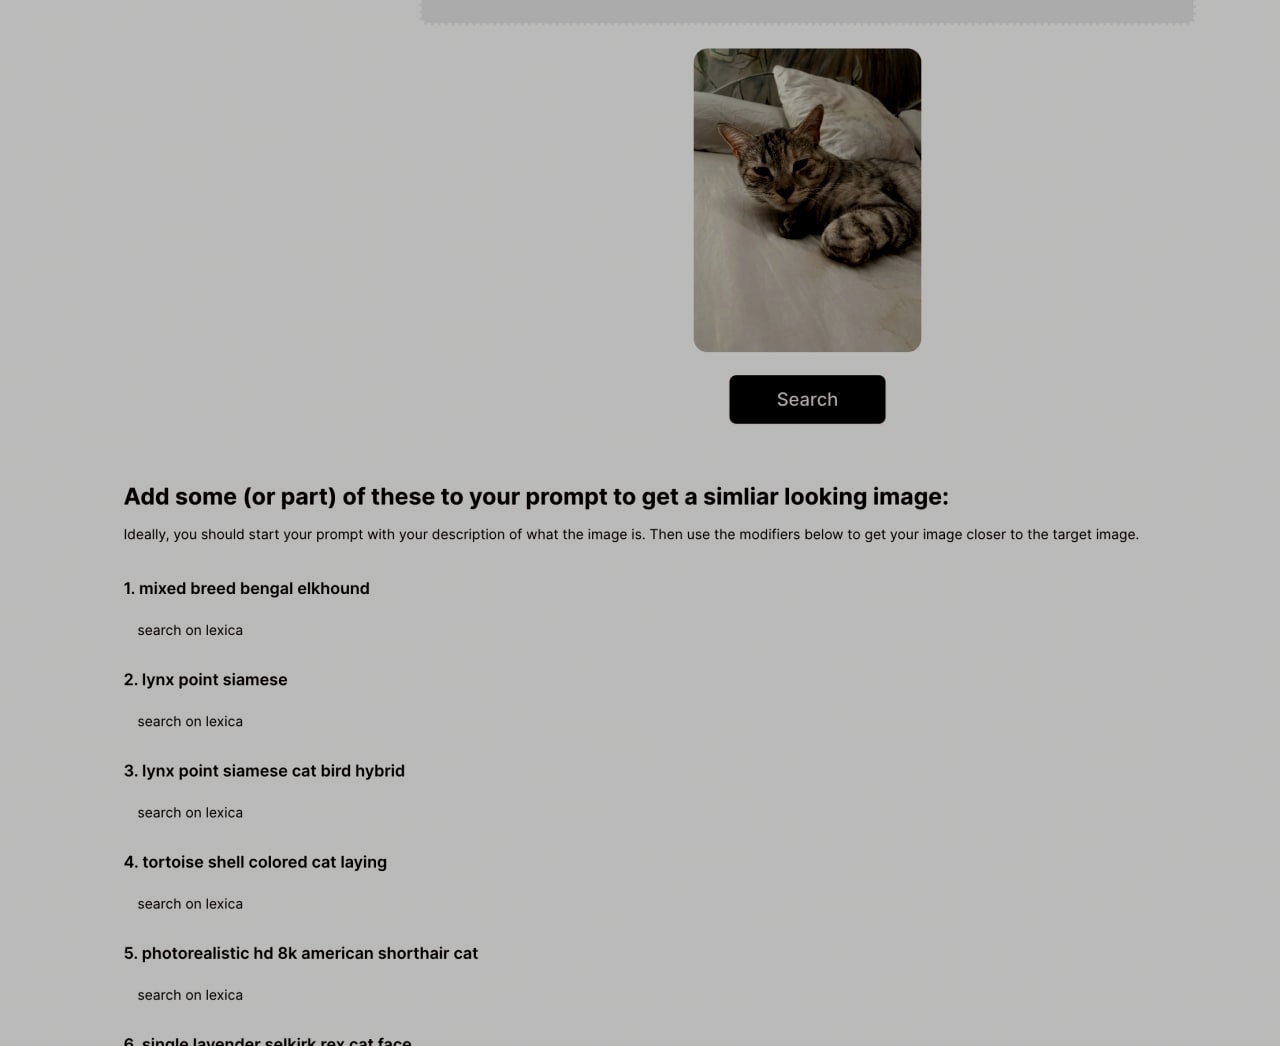 Search
Add some (or part) of these to your prompt to get a simliar looking image:
Ideally, you should start your prompt with your description of what the image is. Then use the modifiers below to get your image closer to the target image.
1. mixed breed bengal elkhound
search on lexica
2. lynx point siamese
search on lexica
3. lynx point siamese cat bird hybrid
search on lexica
4. tortoise shell colored cat laying
search on lexica
5. photorealistic hd 8k american shorthair cat
search on lexica
6. single lavender selkirk rex cat face